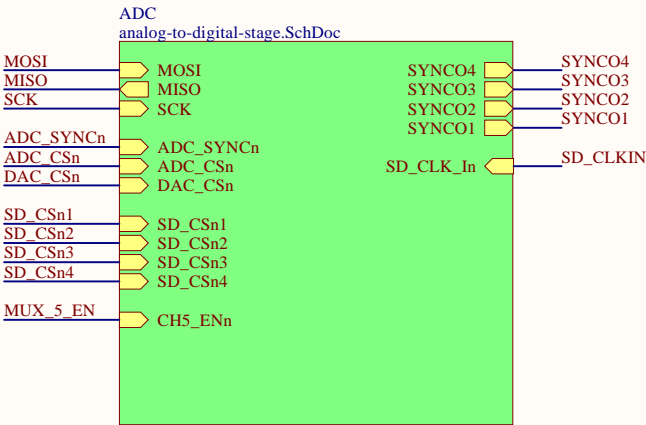 ADC
analog-to-digital-stage.SchDoc
MOSI
MISO
SCK
ADC_SYNCn
ADC_CSn
DAC_CSn
SD_CSn1
SD_CSn2
SD_CSn3
SD_CSn4
MUX_5_EN
MOSI
MISO
SCK
ADC_SYNCn
ADC_CSn
DAC_CSn
SD_CSn1
SD_CSn2
SD_CSn3
SD_CSn4
CH5_ENn
SYNCO4
SYNCO3
SYNCO2
SYNCO1
SD_CLK_In
SYNCO4
SYNCO3
SYNCO2
SYNCO1
SD_CLKIN